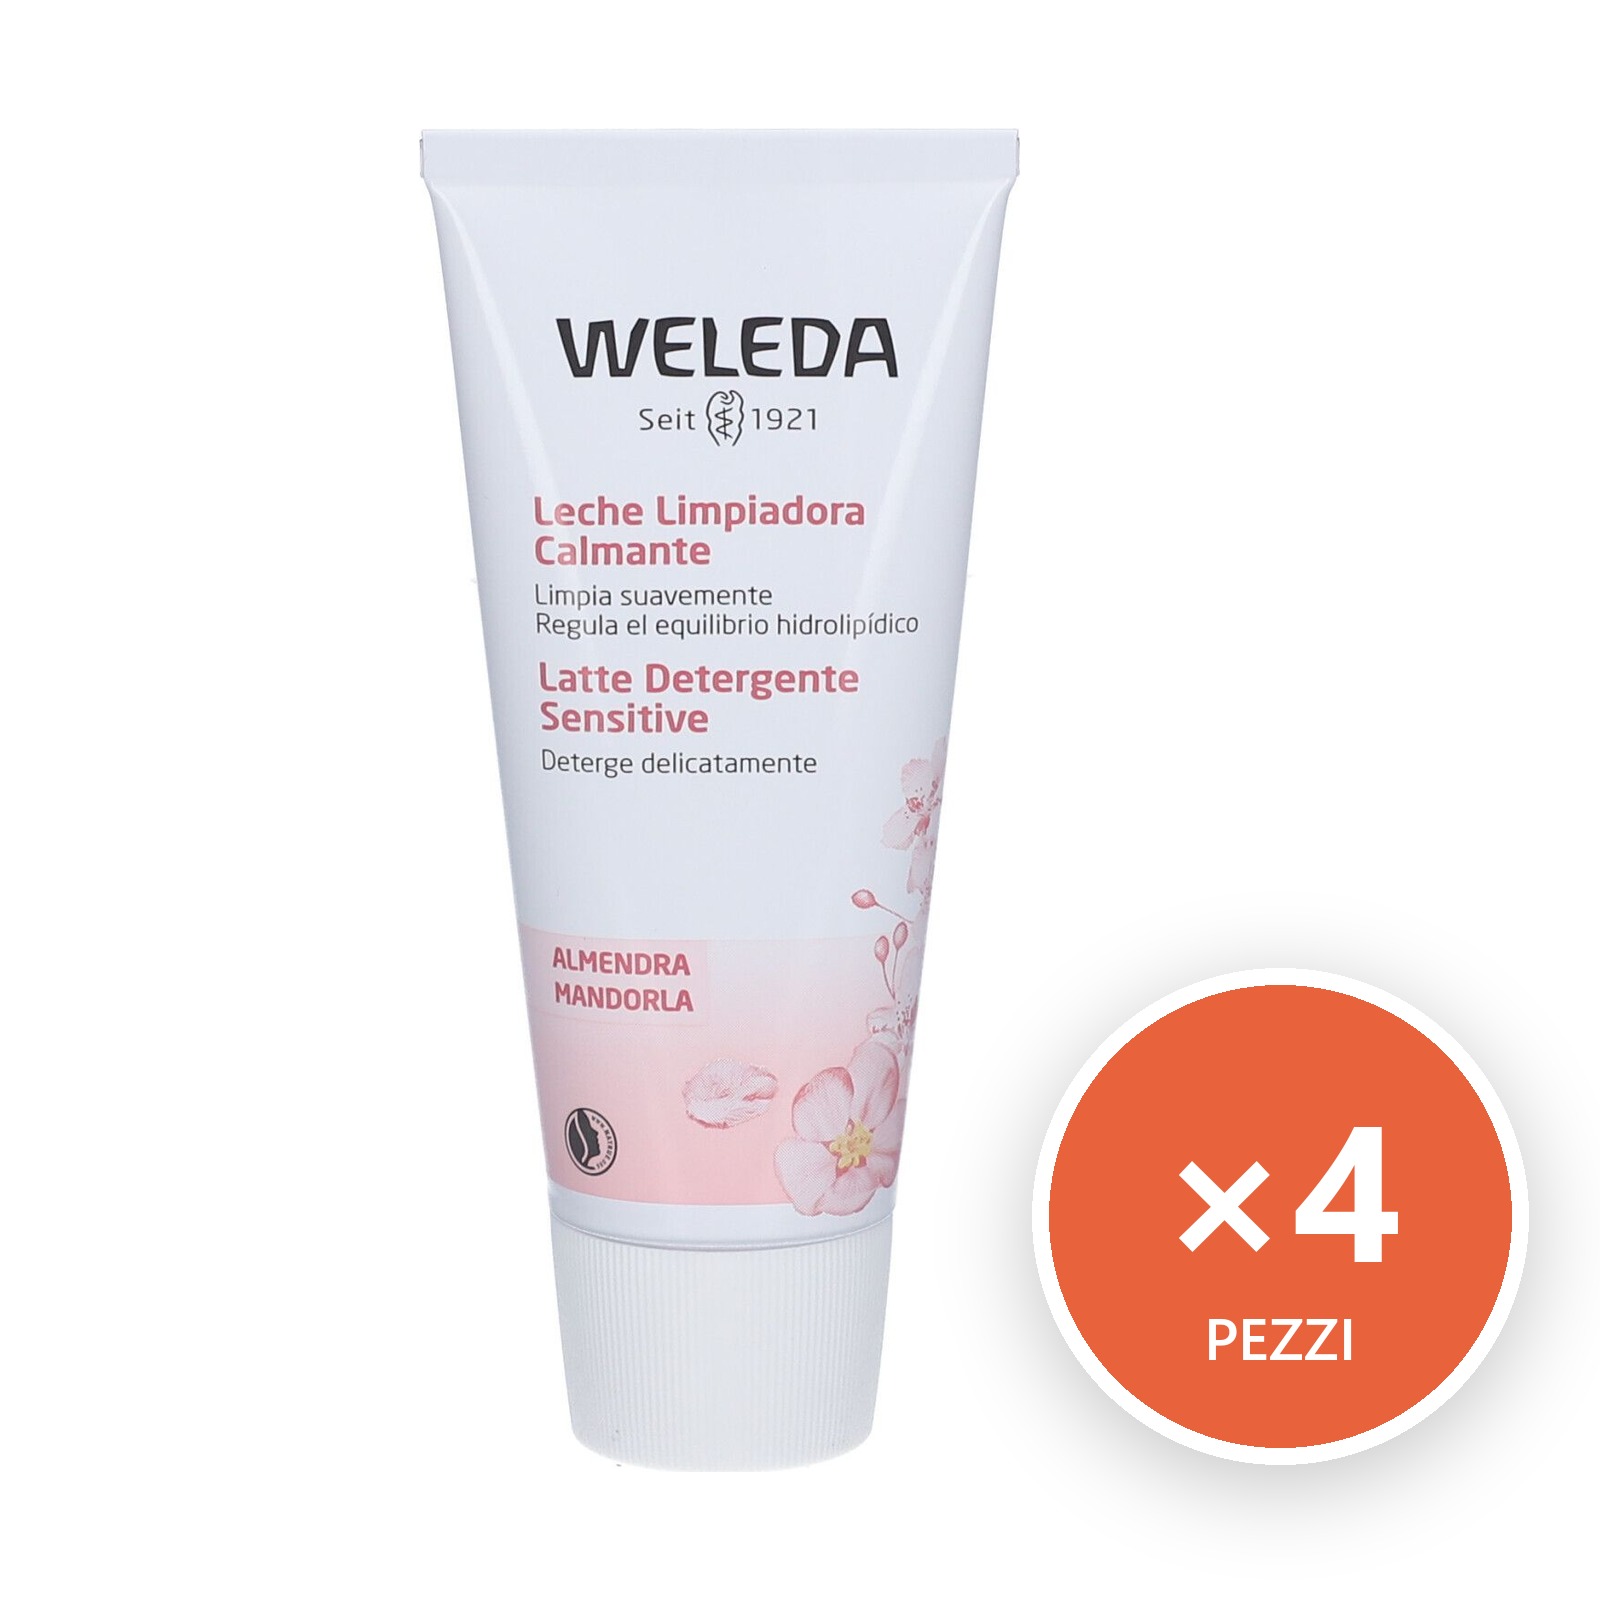 WELEDA
Seit 1921
Leche Limpiadora
Calmante
Limpia suavemente
Regula el equilibrio hidrolipídico
Latte Detergente
Sensitive
Deterge delicatamente
ALMENDRA
MANDORLA
×4
PEZZI